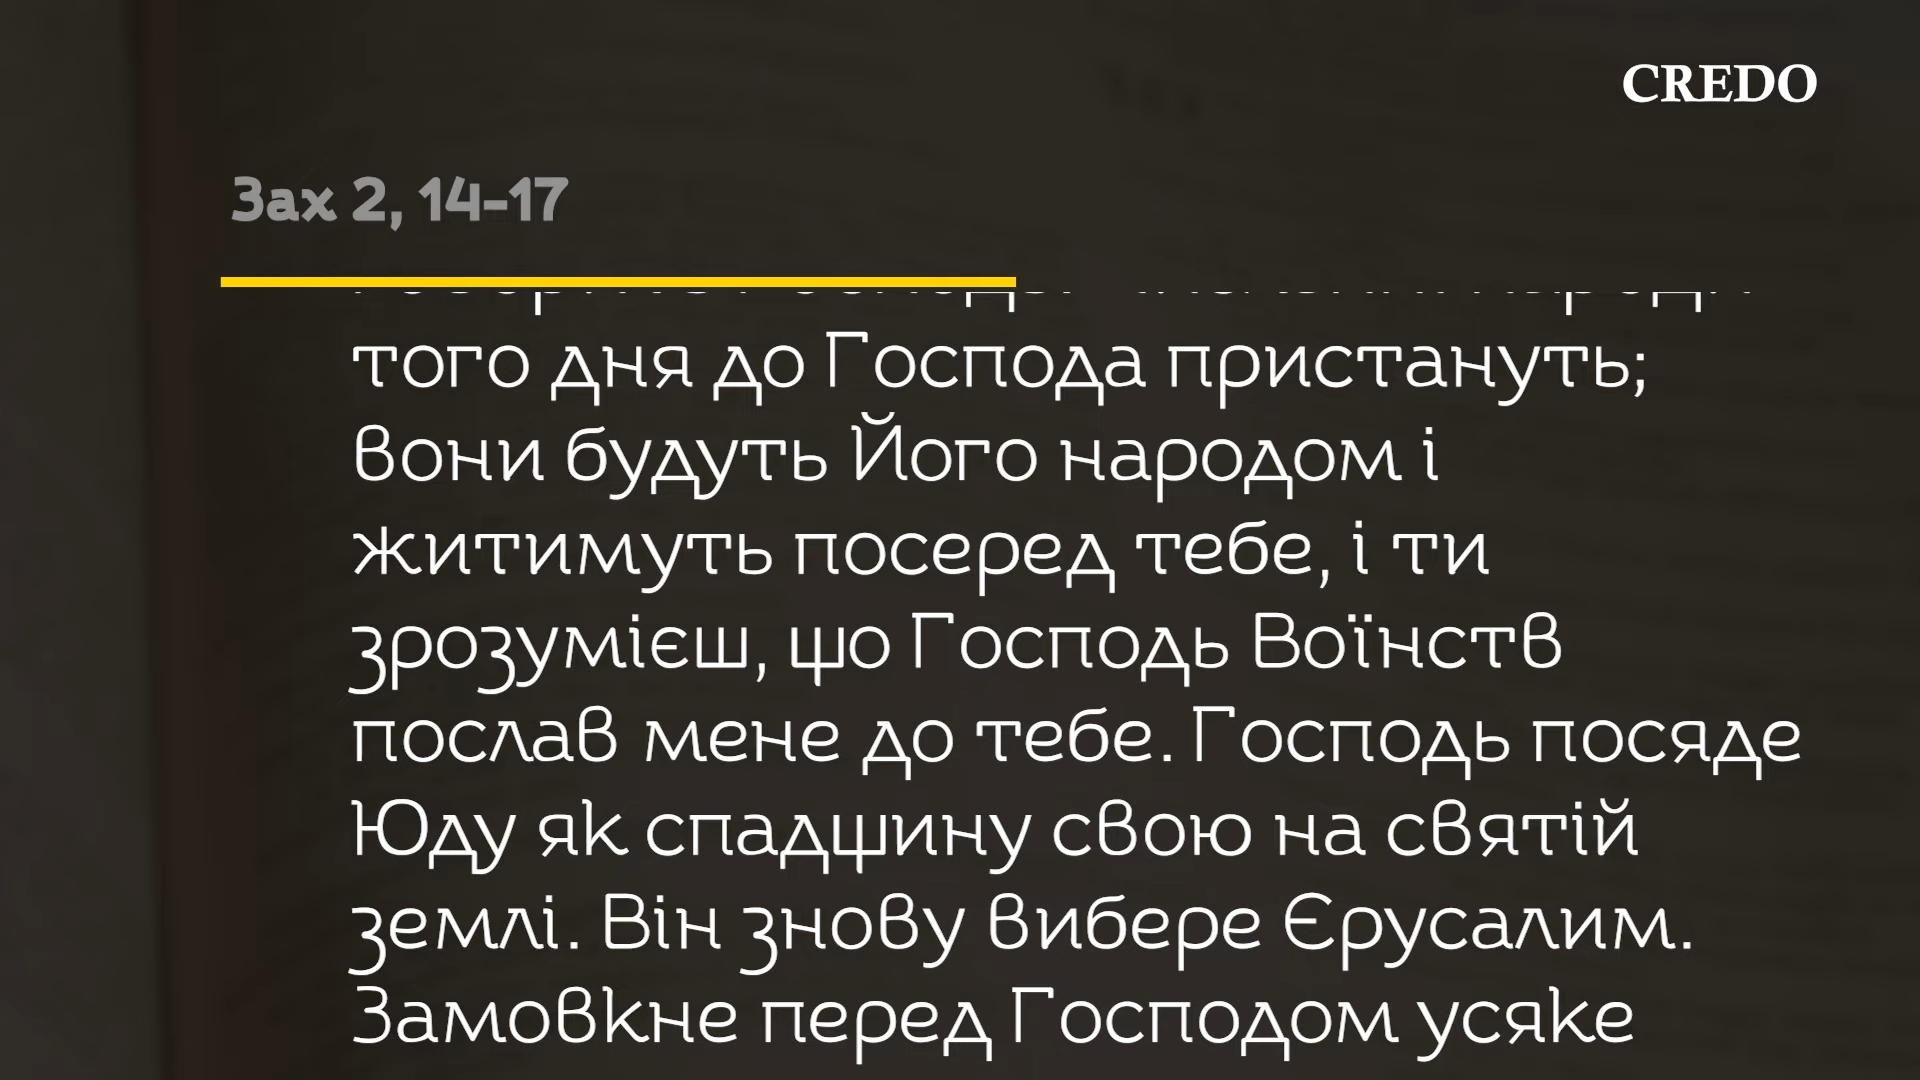 CREDO
Зах 2, 14-17
того дня до Господа пристануть;
вони будуть Його народом і
житимуть посеред тебе, і ти
зрозумієш, що Господь Воїнств
послав мене до тебе. Господь посяде
Юду як спадщину свою на святій
землі. Він знову вибере Єрусалим.
Замовкне перед Господом усяке